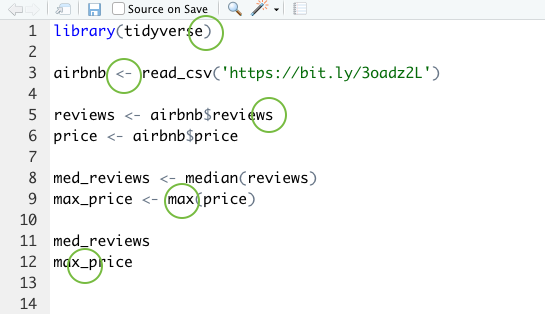 Source on Save
1 library(tidyverse)
2
3 airbnb <- read_csv('https://bit.ly/3oadz2L')
4
5 reviews <- airbnb$reviews
6 price <- airbnb$price
7
8 med_reviews <- median(reviews)
9 max_price <- max(price)
10
11 med_reviews
12 max_price
13
14